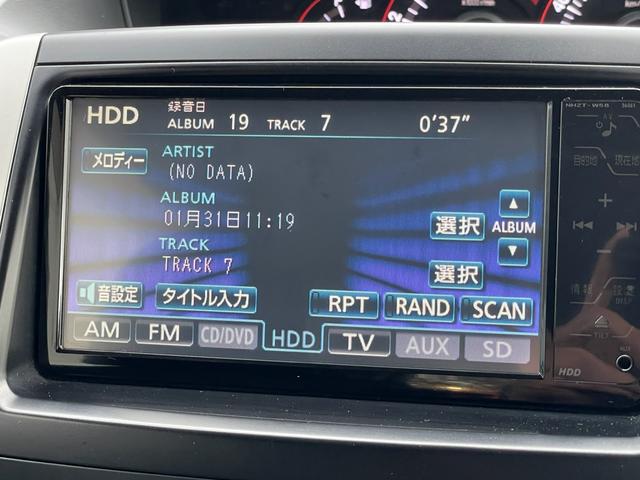 NHZT-W58
HDD 録音日
ALBUM 19 TRACK 7 0'37"
メロディー ARTIST
(NO DATA)
ALBUM
01月31日11:19
選択 ALBUM
TRACK
TRACK 7
選択
音設定 タイトル入力 RPT RAND SCAN
AM FM CD/DVD HDD TV AUX SD
AV
目的地 現在地
情報 設定
TILT
AUX
HDD